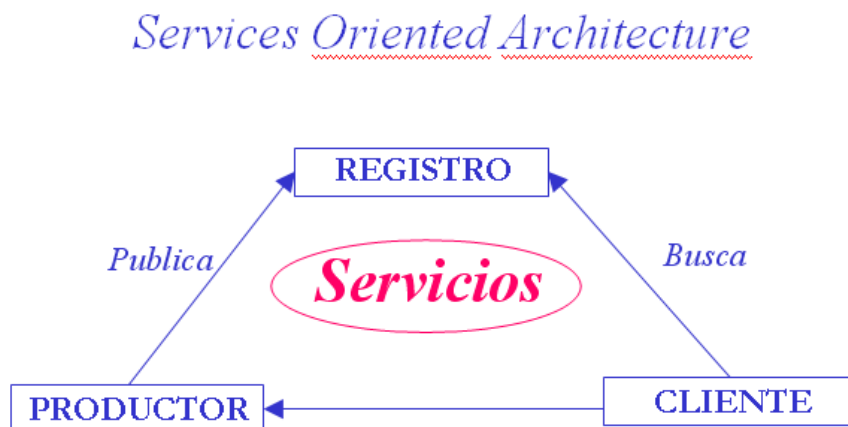 Services Oriented Architecture
REGISTRO
Publica
Busca
Servicios
PRODUCTOR
CLIENTE